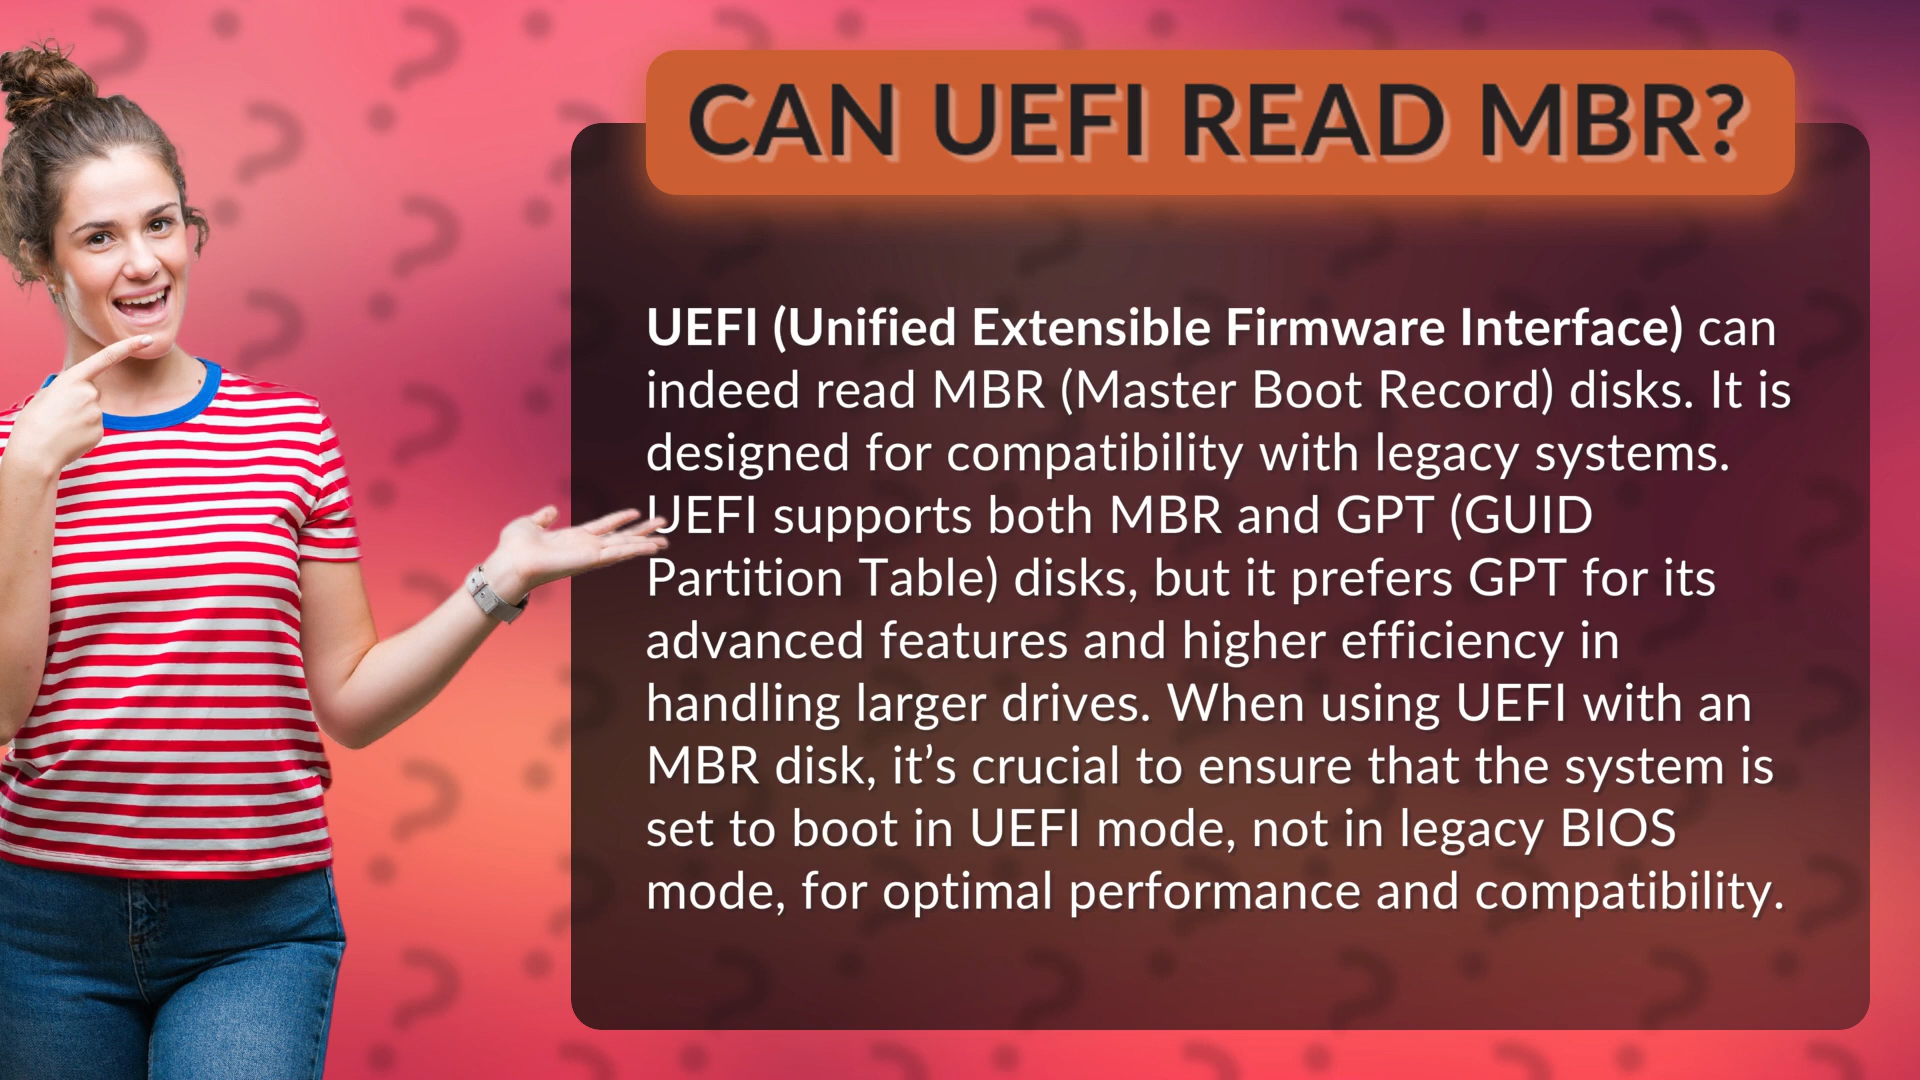 CAN UEFI READ MBR?
UEFI (Unified Extensible Firmware Interface) can
indeed read MBR (Master Boot Record) disks. It is
designed for compatibility with legacy systems.
UEFI supports both MBR and GPT (GUID
Partition Table) disks, but it prefers GPT for its
advanced features and higher efficiency in
handling larger drives. When using UEFI with an
MBR disk, it’s crucial to ensure that the system is
set to boot in UEFI mode, not in legacy BIOS
mode, for optimal performance and compatibility.